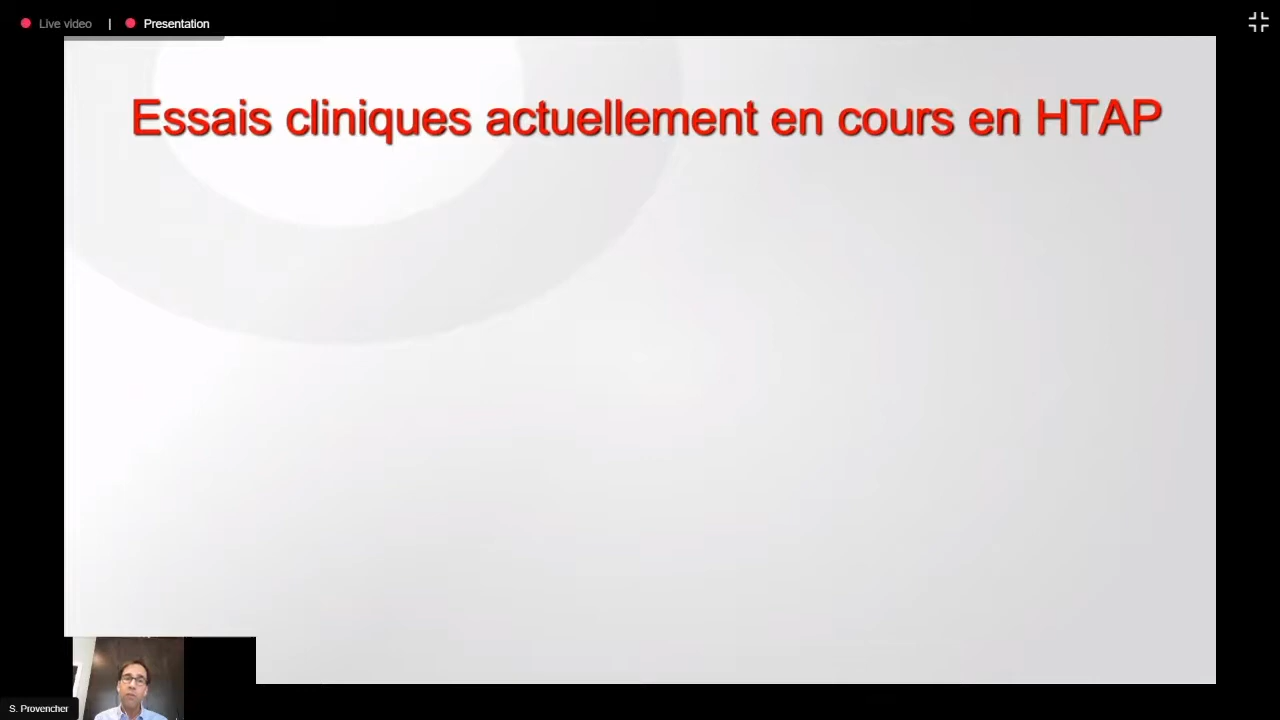 Live video | Presentation
Essais cliniques actuellement en cours en HTAP
S. Provencher